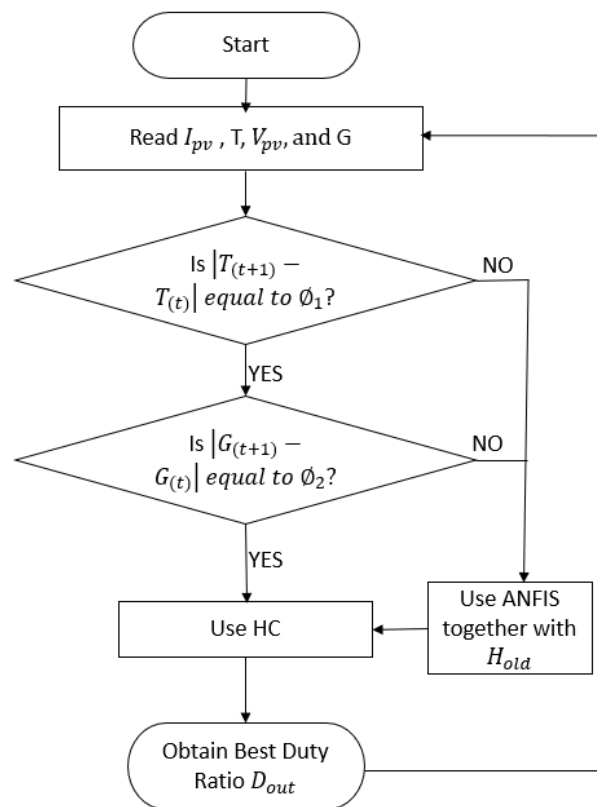 Start
Read I_pv , T, V_pv, and G
Is |T_(t+1) −
T_(t)| equal to ∅_1?
NO
YES
Is |G_(t+1) −
G_(t)| equal to ∅_2?
NO
YES
Use HC
Use ANFIS
together with
H_old
Obtain Best Duty
Ratio D_out